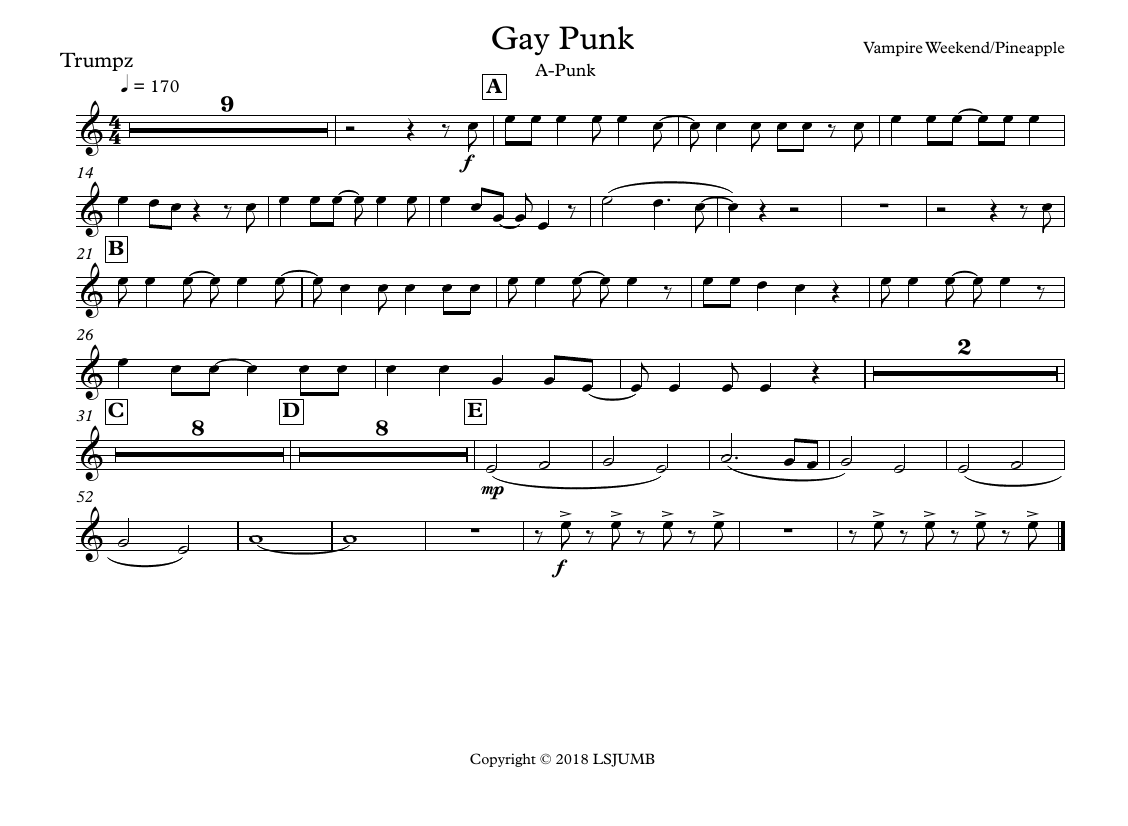 Gay Punk
Trumpz
A-Punk
Vampire Weekend/Pineapple
♩ = 170
A
9
4
4
f
14
B
21
26
2
31
C
8
D
8
E
mp
52
f
Copyright © 2018 LSJUMB